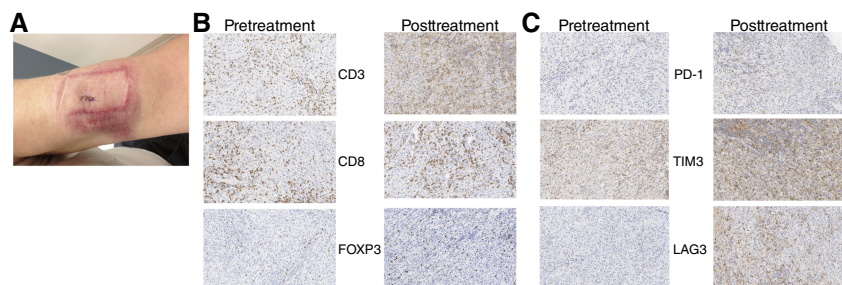 A
B
Pretreatment Posttreatment
CD3
CD8
FOXP3
C
Pretreatment Posttreatment
PD-1
TIM3
LAG3